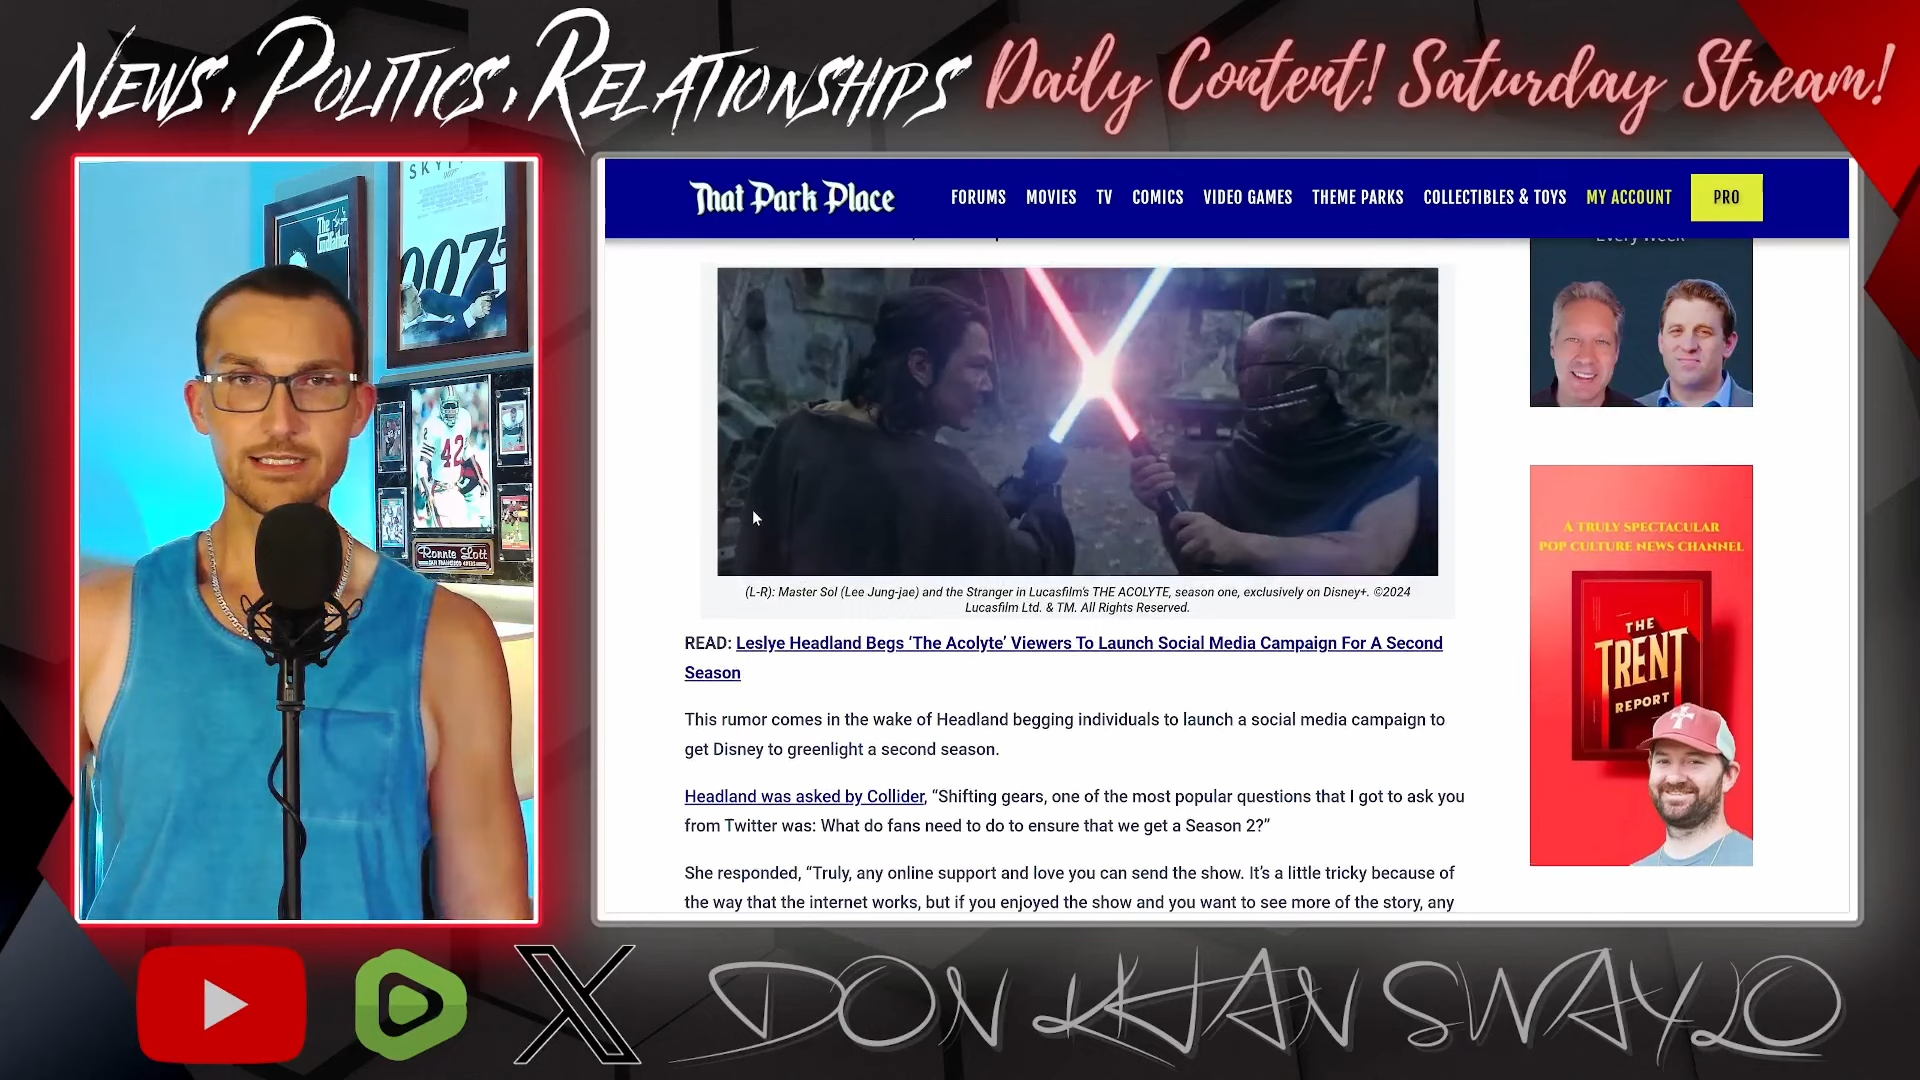 News, Politics, Relationships
Daily Content! Saturday Stream!
SKYF
007
The
Godfather
42
Ronnie Lott
SAN FRANCISCO 49ERS
That Park Place
FORUMS
MOVIES
TV
COMICS
VIDEO GAMES
THEME PARKS
COLLECTIBLES & TOYS
MY ACCOUNT
PRO
Every Week
(L-R): Master Sol (Lee Jung-jae) and the Stranger in Lucasfilm's THE ACOLYTE, season one, exclusively on Disney+. ©2024
Lucasfilm Ltd. & TM. All Rights Reserved.
READ: Leslye Headland Begs ‘The Acolyte’ Viewers To Launch Social Media Campaign For A Second
Season
This rumor comes in the wake of Headland begging individuals to launch a social media campaign to
get Disney to greenlight a second season.
Headland was asked by Collider, “Shifting gears, one of the most popular questions that I got to ask you
from Twitter was: What do fans need to do to ensure that we get a Season 2?”
She responded, “Truly, any online support and love you can send the show. It’s a little tricky because of
the way that the internet works, but if you enjoyed the show and you want to see more of the story, any
A TRULY SPECTACULAR
POP CULTURE NEWS CHANNEL
THE
TRENT
REPORT
X
DON KHAN SWAYLO